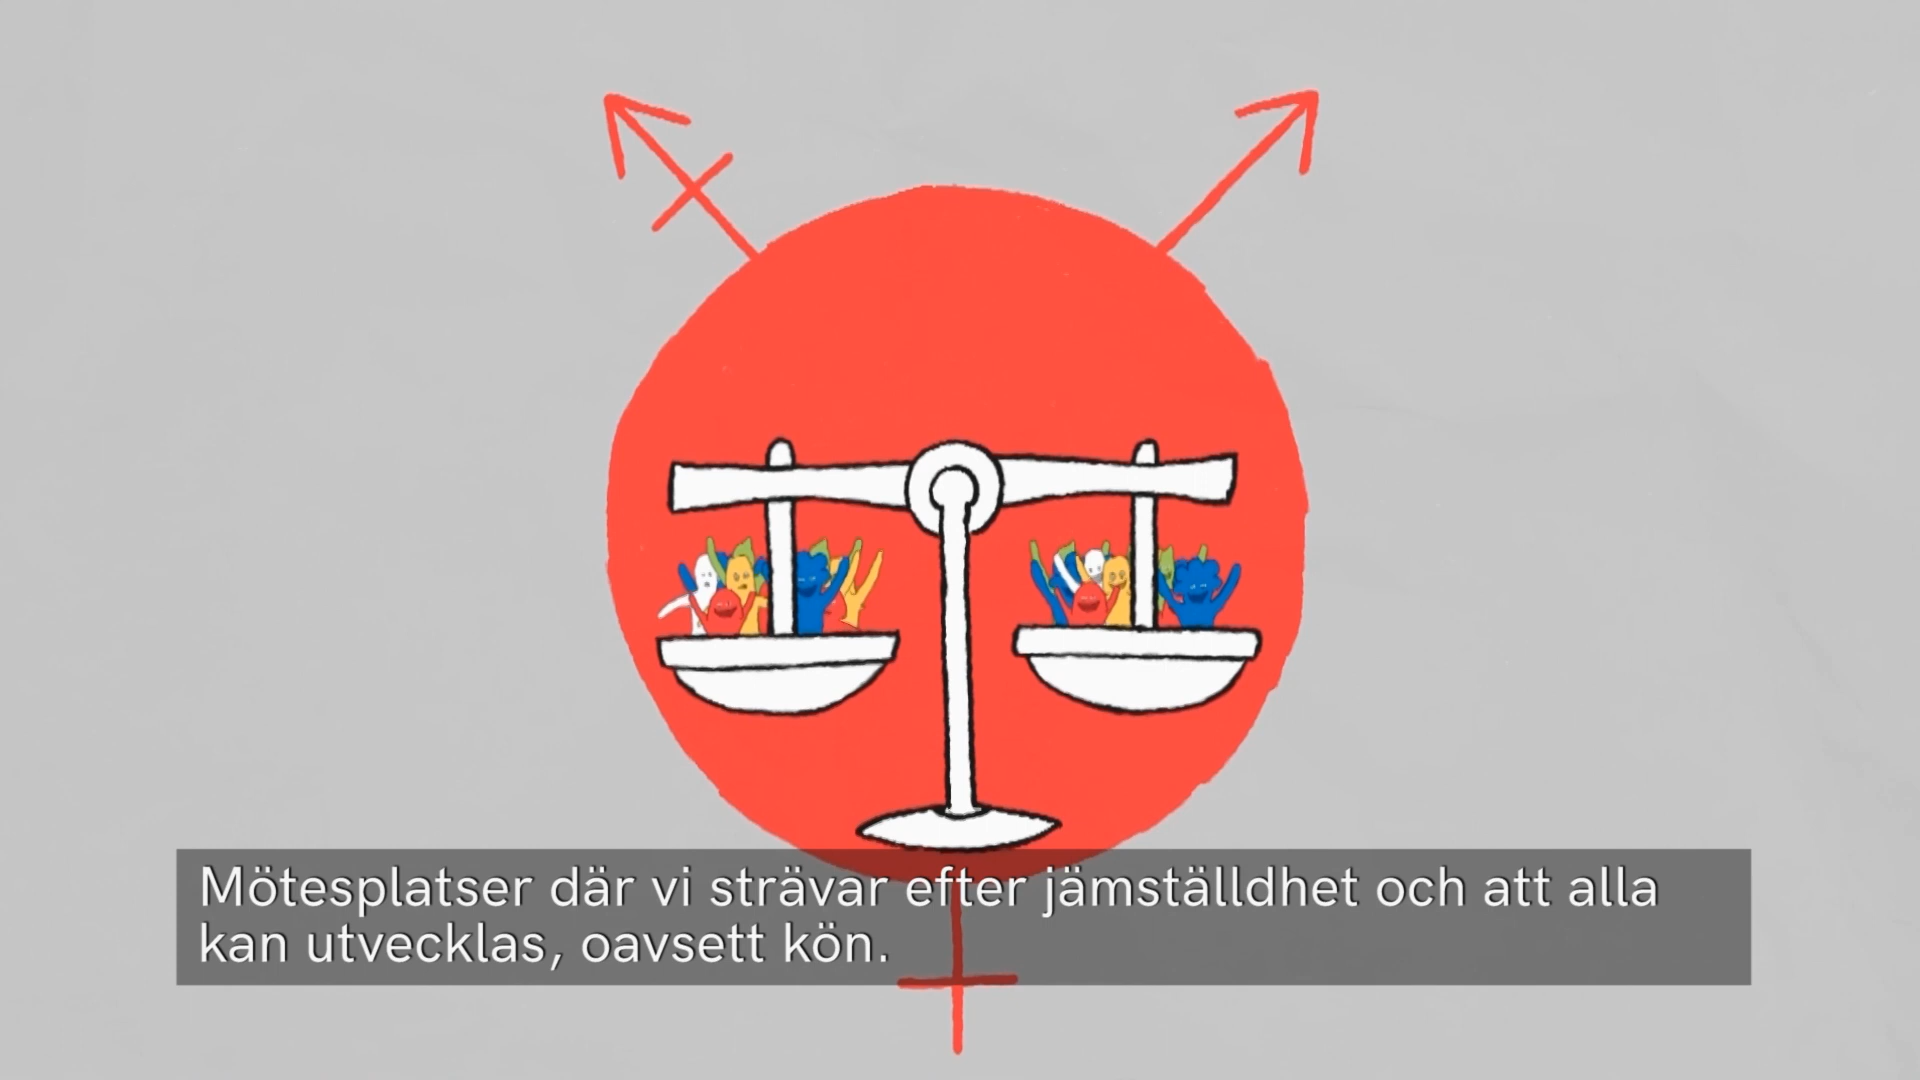 Mötesplatser där vi strävar efter jämställdhet och att alla
kan utvecklas, oavsett kön.